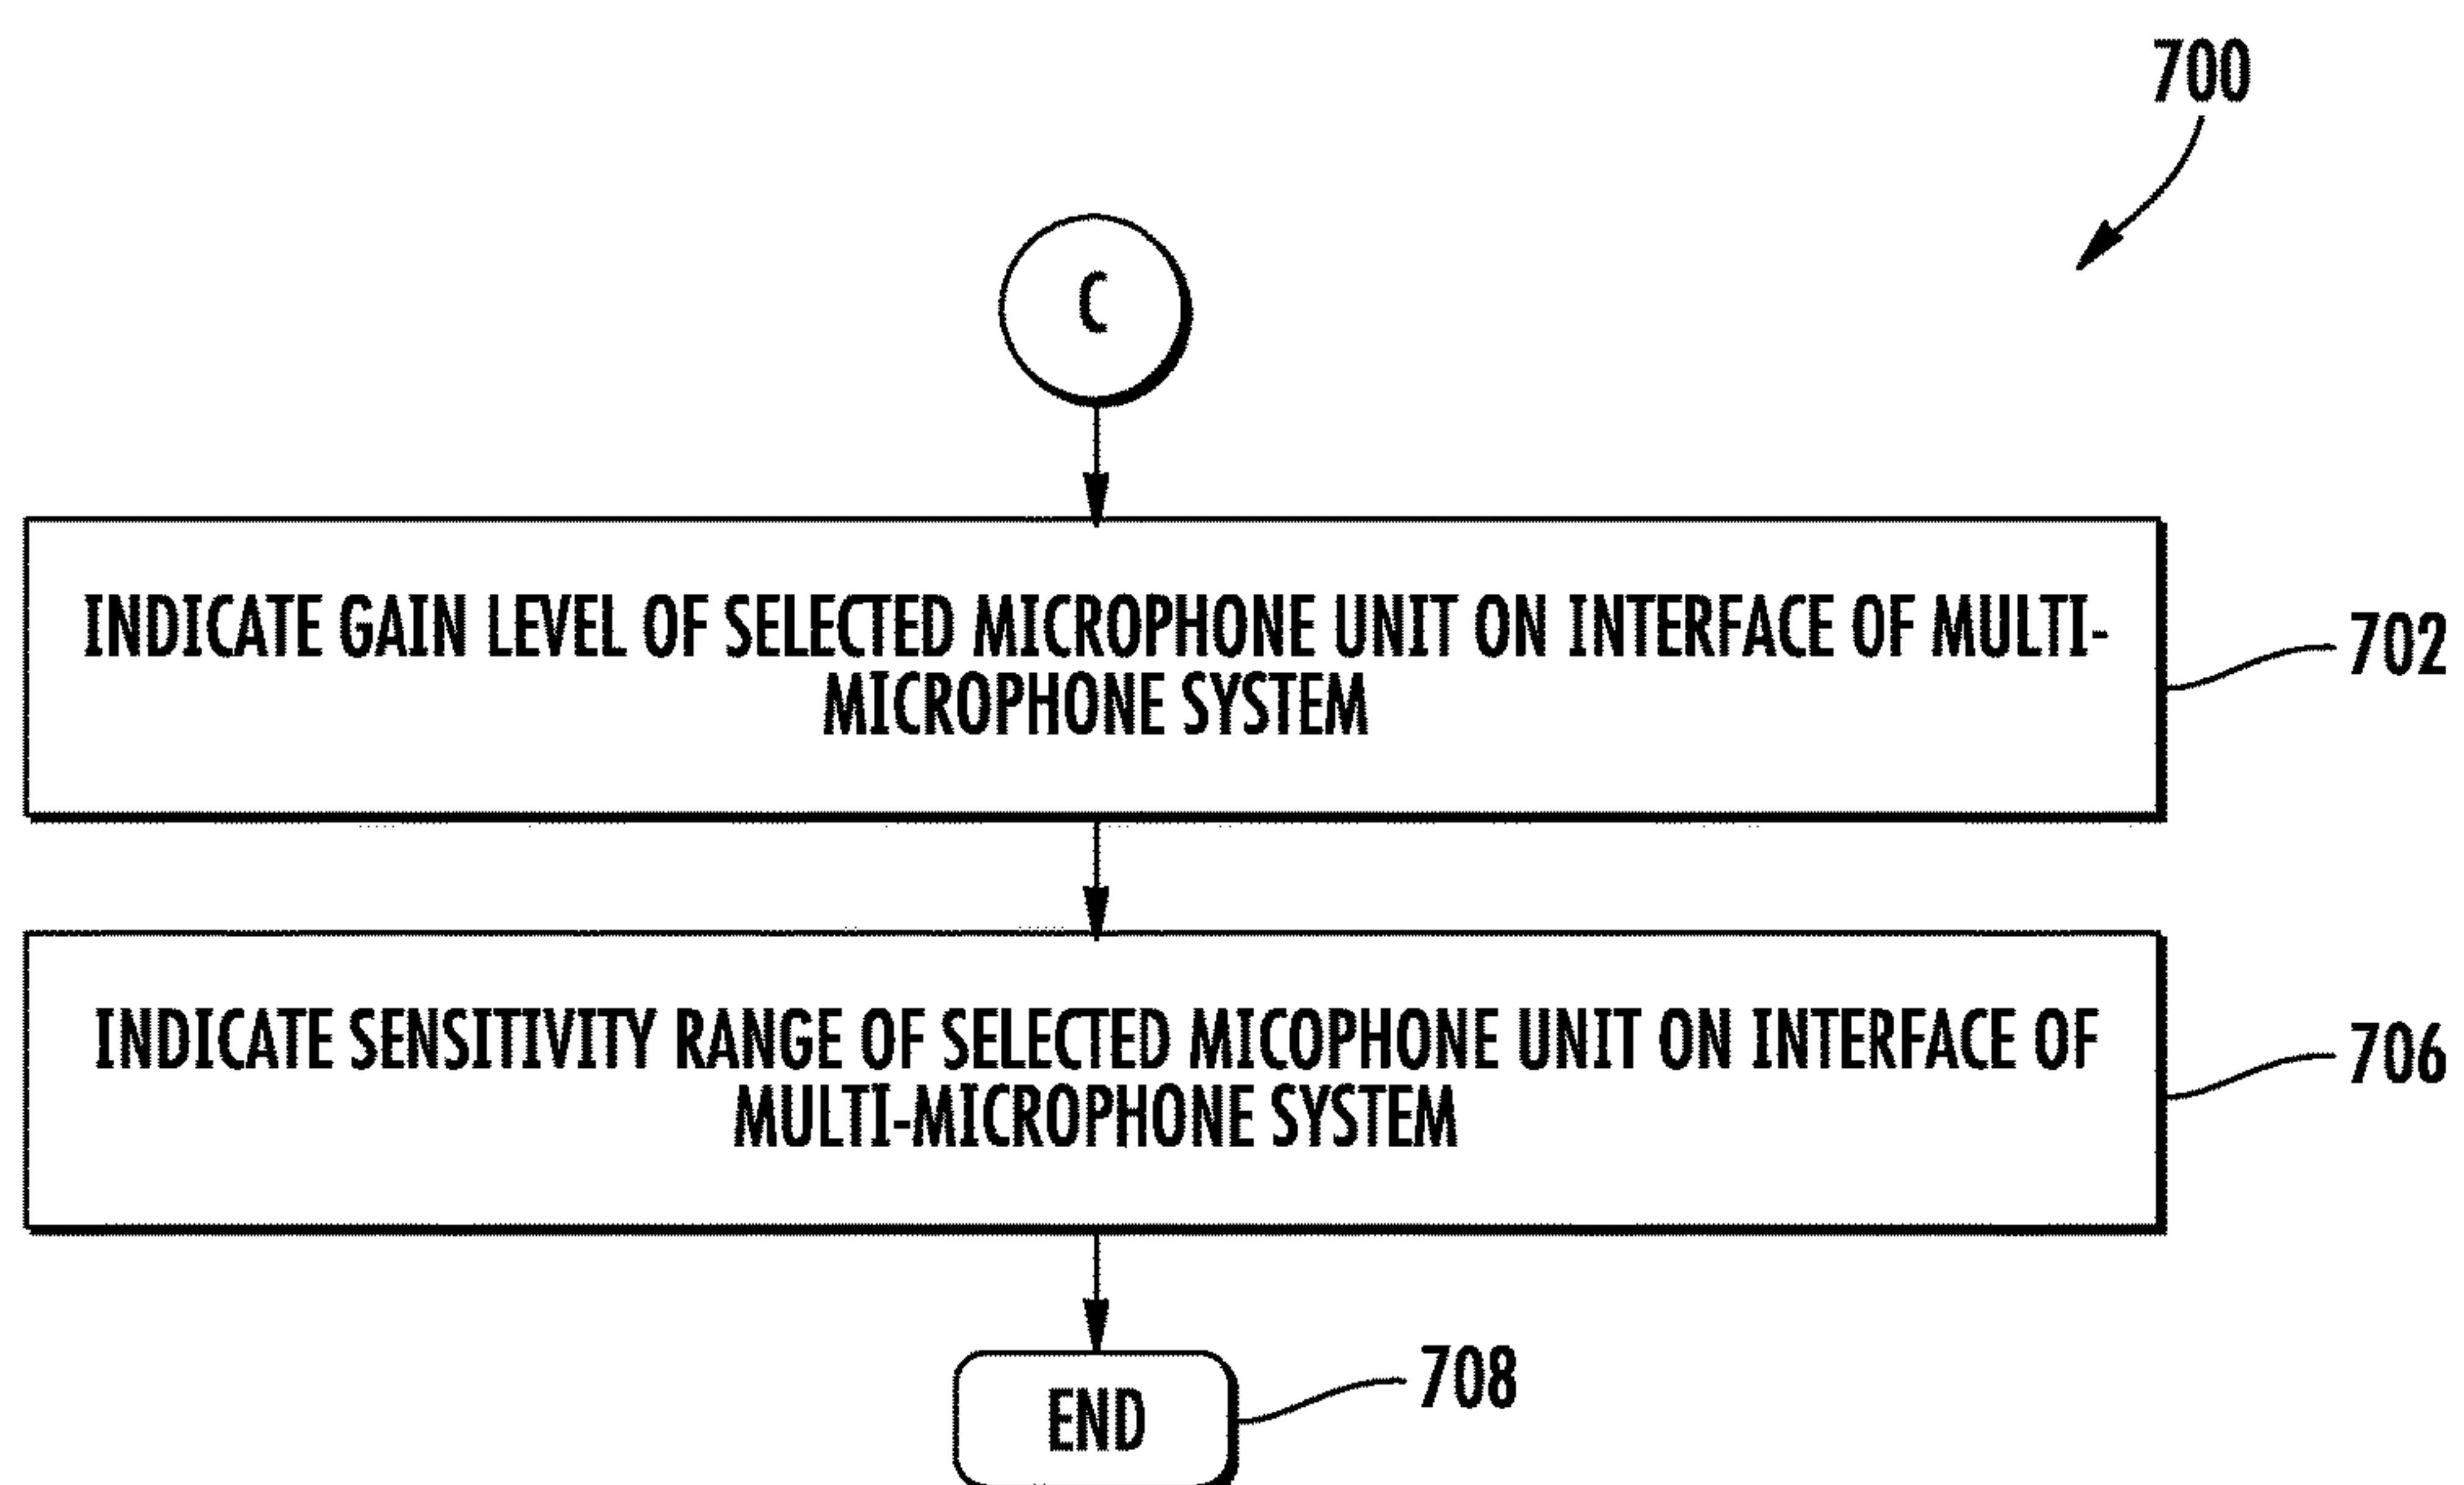 700
C
INDICATE GAIN LEVEL OF SELECTED MICROPHONE UNIT ON INTERFACE OF MULTI-
MICROPHONE SYSTEM
702
INDICATE SENSITIVITY RANGE OF SELECTED MICOPHONE UNIT ON INTERFACE OF
MULTI-MICROPHONE SYSTEM
706
END
708